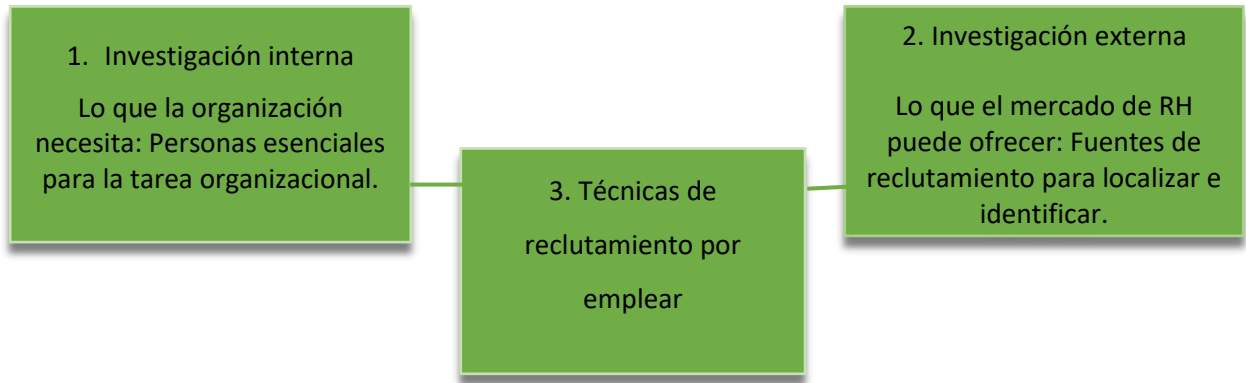 1. Investigación interna
Lo que la organización
necesita: Personas esenciales
para la tarea organizacional.
2. Investigación externa
Lo que el mercado de RH
puede ofrecer: Fuentes de
reclutamiento para localizar e
identificar.
3. Técnicas de
reclutamiento por
emplear